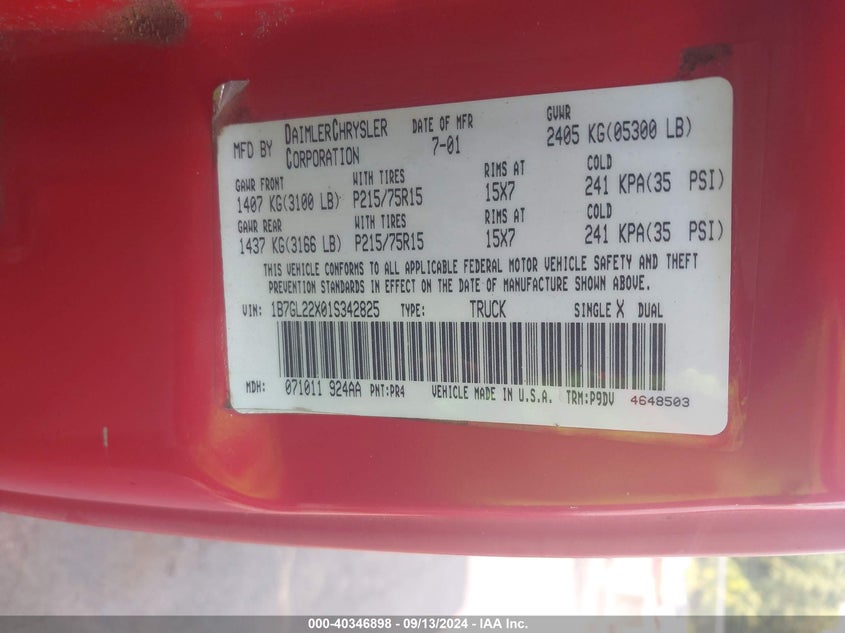 MFD BY DAIMLERCHRYSLER CORPORATION DATE OF MFR 7-01 GVWR 2405 KG(05300 LB)
GAWR FRONT WITH TIRES RIMS AT COLD
1407 KG(3100 LB) P215/75R15 15X7 241 KPA(35 PSI)
GAWR REAR WITH TIRES RIMS AT COLD
1437 KG(3166 LB) P215/75R15 15X7 241 KPA(35 PSI)
THIS VEHICLE CONFORMS TO ALL APPLICABLE FEDERAL MOTOR VEHICLE SAFETY AND THEFT
PREVENTION STANDARDS IN EFFECT ON THE DATE OF MANUFACTURE SHOWN ABOVE.
VIN: 1B7GL22X01S342825 TYPE: TRUCK SINGLE X DUAL
MDH: 071011 924AA PNT:PR4 VEHICLE MADE IN U.S.A. TRM:P9DV 4648503
000-40346898 - 09/13/2024 - IAA Inc.